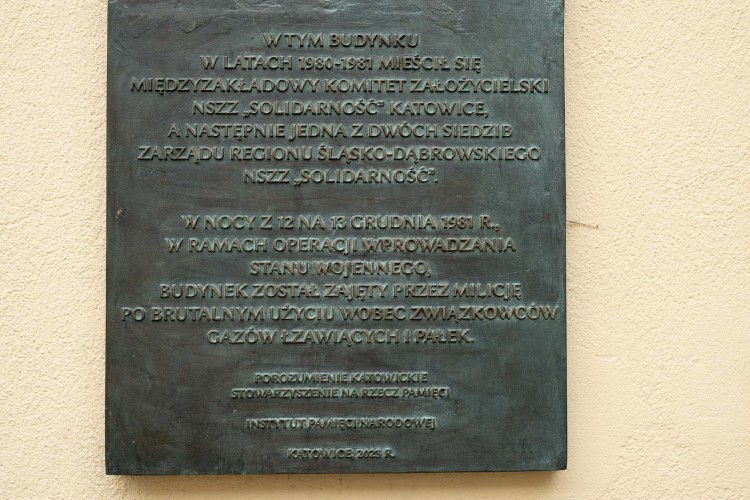 W TYM BUDYNKU
W LATACH 1980-1981 MIEŚCIŁ SIĘ
MIĘDZYZAKŁADOWY KOMITET ZAŁOŻYCIELSKI
NSZZ „SOLIDARNOŚĆ” KATOWICE,
A NASTĘPNIE JEDNA Z DWÓCH SIEDZIB
ZARZĄDU REGIONU ŚLĄSKO-DĄBROWSKIEGO
NSZZ „SOLIDARNOŚĆ”.
W NOCY Z 12 NA 13 GRUDNIA 1981 R.,
W RAMACH OPERACJI WPROWADZANIA
STANU WOJENNEGO,
BUDYNEK ZOSTAŁ ZAJĘTY PRZEZ MILICJĘ
PO BRUTALNYM UŻYCIU WOBEC ZWIĄZKOWCÓW
GAZÓW ŁZAWIĄCYCH I PAŁEK.
POROZUMIENIE KATOWICKIE
STOWARZYSZENIE NA RZECZ PAMIĘCI
INSTYTUT PAMIĘCI NARODOWEJ
KATOWICE, 2023 R.